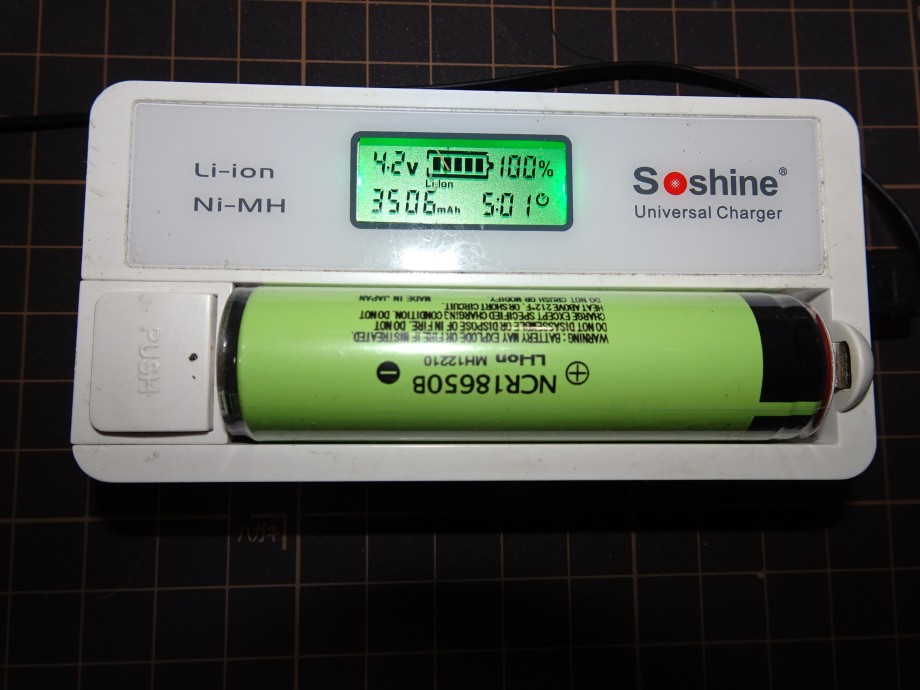 Li-ion
Ni-MH
4.2V 100%
Li-Ion
3506mAh 5:01
Soshine®
Universal Charger
PUSH
NCR18650B
Li-ion MH12210
WARNING: BATTERY MAY EXPLODE OR FIRE IF MISTREATED.
DO NOT DISASSEMBLE OR DISPOSE OF IN FIRE. DO NOT
CHARGE EXCEPT SPECIFIED CHARGING CONDITION. DO NOT
HEAT ABOVE 212°F, OR SHORT CIRCUIT.
DO NOT CRUSH OR MODIFY
MADE IN JAPAN
ハガキ